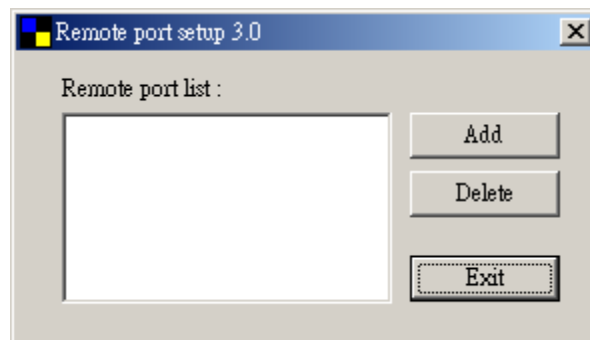 Remote port setup 3.0
Remote port list :
Add
Delete
Exit